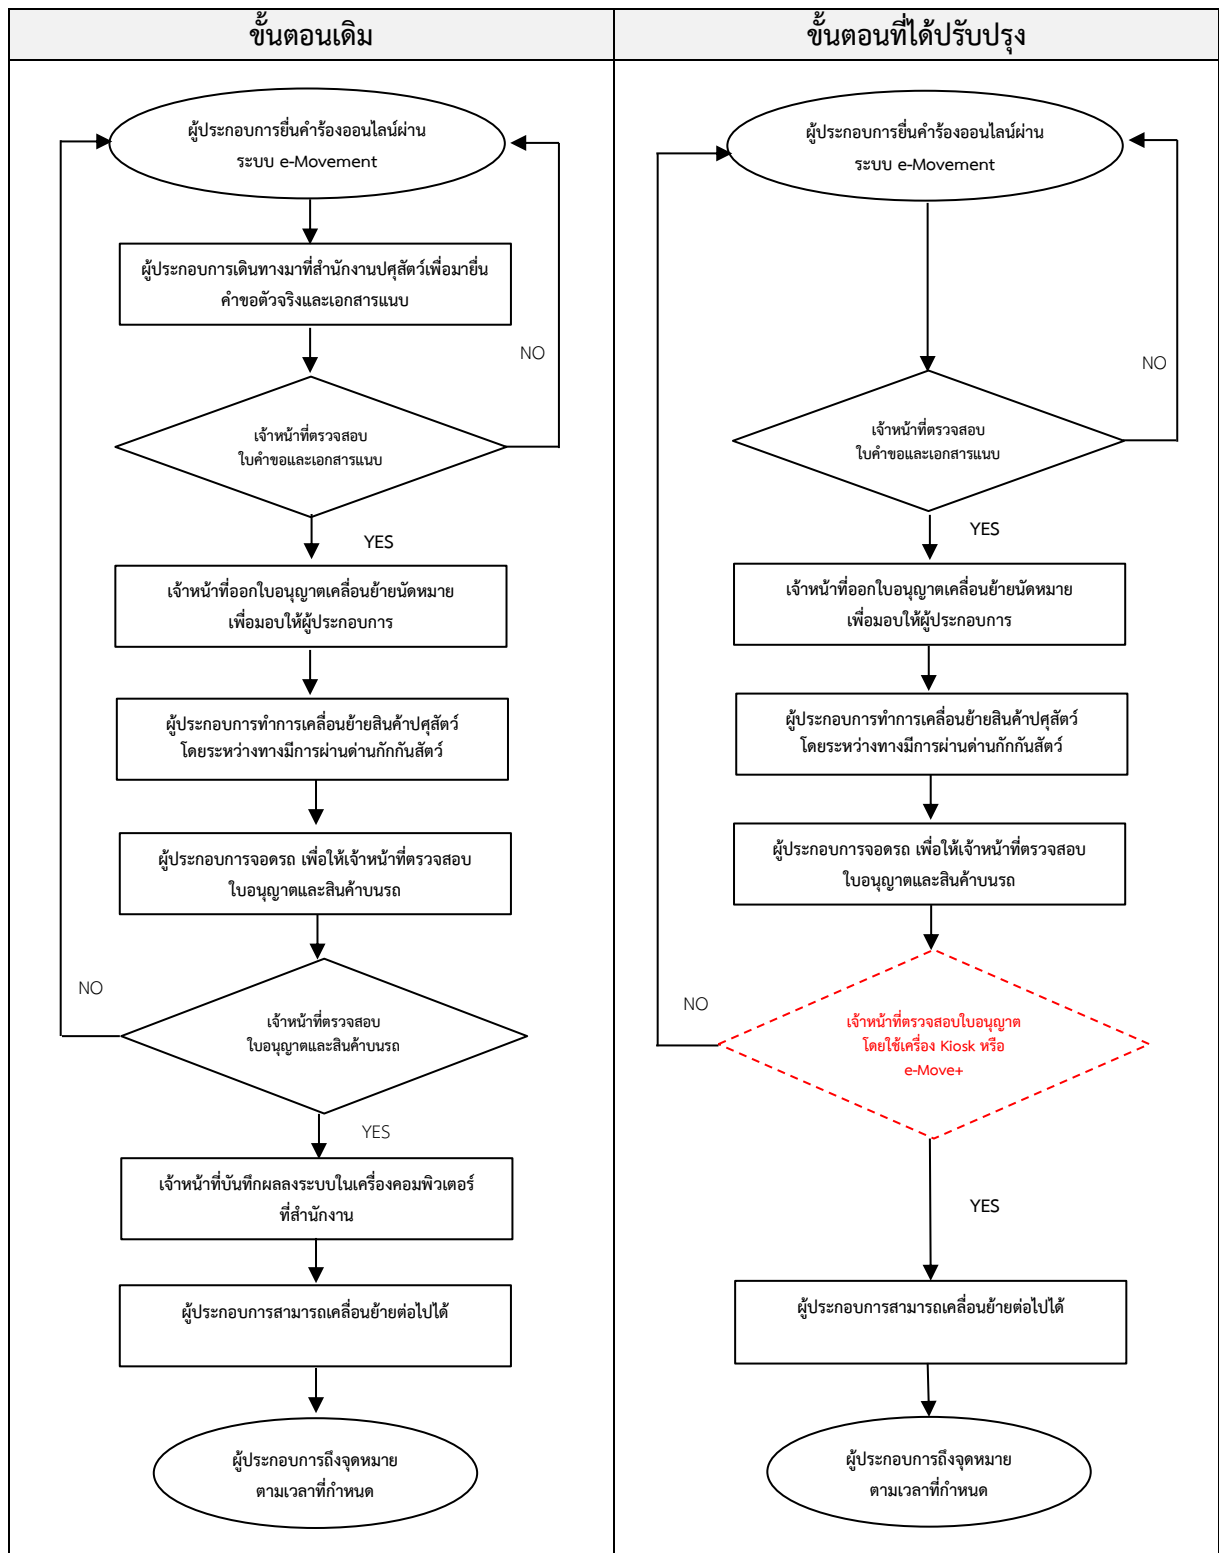 ขั้นตอนเดิม
ผู้ประกอบการยื่นคำร้องออนไลน์ผ่าน
ระบบ e-Movement
ผู้ประกอบการเดินทางมาที่สำนักงานปศุสัตว์เพื่อมายื่น
คำขอตัวจริงและเอกสารแนบ
NO
เจ้าหน้าที่ตรวจสอบ
ใบคำขอและเอกสารแนบ
YES
เจ้าหน้าที่ออกใบอนุญาตเคลื่อนย้ายนัดหมาย
เพื่อมอบให้ผู้ประกอบการ
ผู้ประกอบการทำการเคลื่อนย้ายสินค้าปศุสัตว์
โดยระหว่างทางมีการผ่านด่านกักกันสัตว์
ผู้ประกอบการจอดรถ เพื่อให้เจ้าหน้าที่ตรวจสอบ
ใบอนุญาตและสินค้าบนรถ
NO
เจ้าหน้าที่ตรวจสอบ
ใบอนุญาตและสินค้าบนรถ
YES
เจ้าหน้าที่บันทึกผลลงระบบในเครื่องคอมพิวเตอร์
ที่สำนักงาน
ผู้ประกอบการสามารถเคลื่อนย้ายต่อไปได้
ผู้ประกอบการถึงจุดหมาย
ตามเวลาที่กำหนด
ขั้นตอนที่ได้ปรับปรุง
ผู้ประกอบการยื่นคำร้องออนไลน์ผ่าน
ระบบ e-Movement
NO
เจ้าหน้าที่ตรวจสอบ
ใบคำขอและเอกสารแนบ
YES
เจ้าหน้าที่ออกใบอนุญาตเคลื่อนย้ายนัดหมาย
เพื่อมอบให้ผู้ประกอบการ
ผู้ประกอบการทำการเคลื่อนย้ายสินค้าปศุสัตว์
โดยระหว่างทางมีการผ่านด่านกักกันสัตว์
ผู้ประกอบการจอดรถ เพื่อให้เจ้าหน้าที่ตรวจสอบ
ใบอนุญาตและสินค้าบนรถ
NO
เจ้าหน้าที่ตรวจสอบใบอนุญาต
โดยใช้เครื่อง Kiosk หรือ
e-Move+
YES
ผู้ประกอบการสามารถเคลื่อนย้ายต่อไปได้
ผู้ประกอบการถึงจุดหมาย
ตามเวลาที่กำหนด